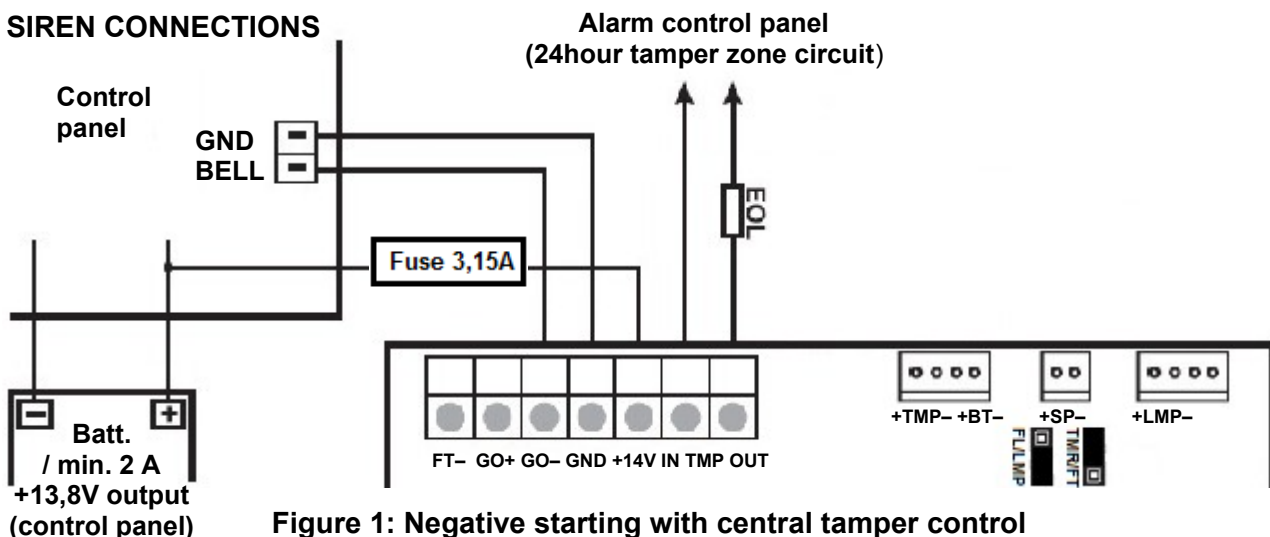 SIREN CONNECTIONS
Alarm control panel
(24hour tamper zone circuit)
Control
panel
GND
BELL
EOL
Fuse 3,15A
Batt.
/ min. 2 A
+13,8V output
(control panel)
FT– GO+ GO– GND +14V IN TMP OUT
+TMP– +BT–
+SP–
+LMP–
FL/LMP
TMR/FT
Figure 1: Negative starting with central tamper control